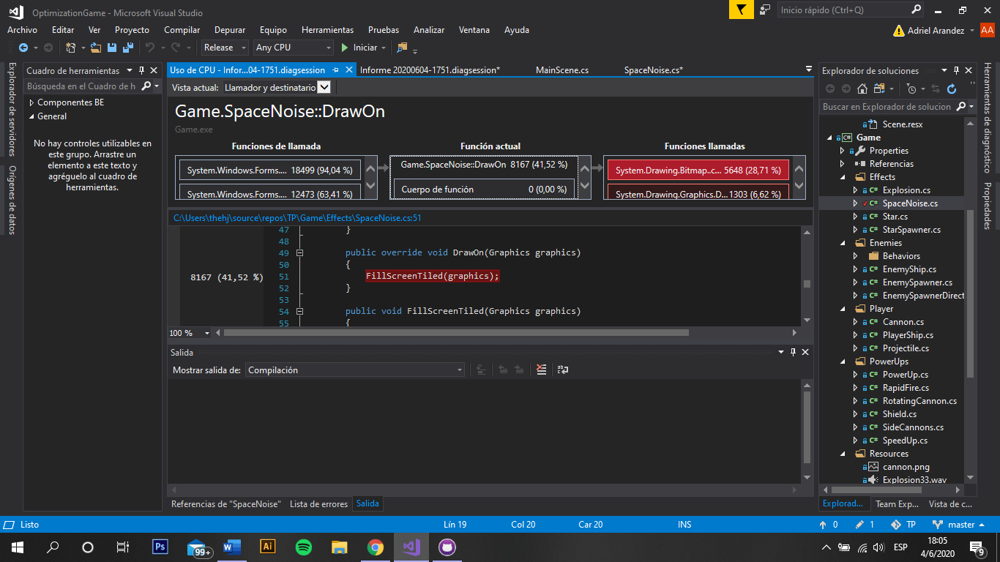 OptimizationGame - Microsoft Visual Studio
Inicio rápido (Ctrl+Q)
Archivo Editar Ver Proyecto Compilar Depurar Equipo Herramientas Pruebas Analizar Ventana Ayuda
Adriel Arandez AA
Release Any CPU Iniciar
Explorador de servidores
Orígenes de datos
Cuadro de herramientas
Búsqueda en el Cuadro de h
Componentes BE
General
No hay controles utilizables en
este grupo. Arrastre un
elemento a este texto y
agréguelo al cuadro de
herramientas.
Uso de CPU - Infor...04-1751.diagsession Informe 20200604-1751.diagsession* MainScene.cs SpaceNoise.cs*
Vista actual: Llamador y destinatario
Game.SpaceNoise::DrawOn
Game.exe
Funciones de llamada Función actual Funciones llamadas
System.Windows.Forms.... 18499 (94,04 %) Game.SpaceNoise::DrawOn 8167 (41,52 %) System.Drawing.Bitmap..c... 5648 (28,71 %)
System.Windows.Forms.... 12473 (63,41 %) Cuerpo de función 0 (0,00 %) System.Drawing.Graphics.D... 1303 (6,62 %)
C:\Users\thehj\source\repos\TP\Game\Effects\SpaceNoise.cs:51
47 }
48
49 public override void DrawOn(Graphics graphics)
50 {
8167 (41,52 %) 51 FillScreenTiled(graphics);
52 }
53
54 public void FillScreenTiled(Graphics graphics)
55 {
100 %
Salida
Mostrar salida de: Compilación
Referencias de "SpaceNoise" Lista de errores Salida
Explorador de soluciones
Buscar en Explorador de solucion
Scene.resx
Game
Properties
Referencias
Effects
Explosion.cs
SpaceNoise.cs
Star.cs
StarSpawner.cs
Enemies
Behaviors
EnemyShip.cs
EnemySpawner.cs
EnemySpawnerDirect
Player
Cannon.cs
PlayerShip.cs
Projectile.cs
PowerUps
PowerUp.cs
RapidFire.cs
RotatingCannon.cs
Shield.cs
SideCannons.cs
SpeedUp.cs
Resources
cannon.png
Explosion33.wav
Explorad... Team Exp... Vista de c...
Herramientas de diagnóstico
Propiedades
Listo Lín 19 Col 20 Car 20 INS 0 1 TP master
Ps 99+ W Ai ESP 18:05
4/6/2020 9